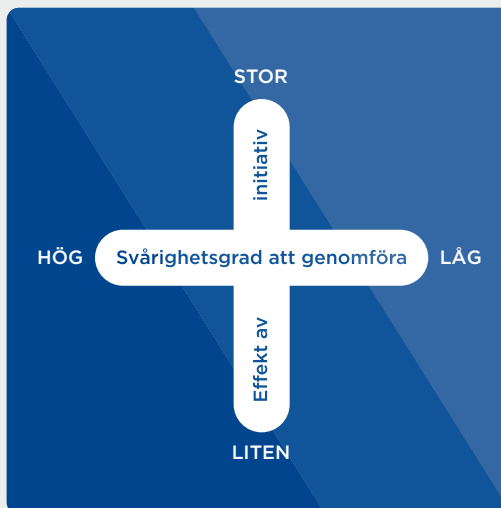 STOR
initiativ
HÖG
Svårighetsgrad att genomföra
LÅG
Effekt av
LITEN